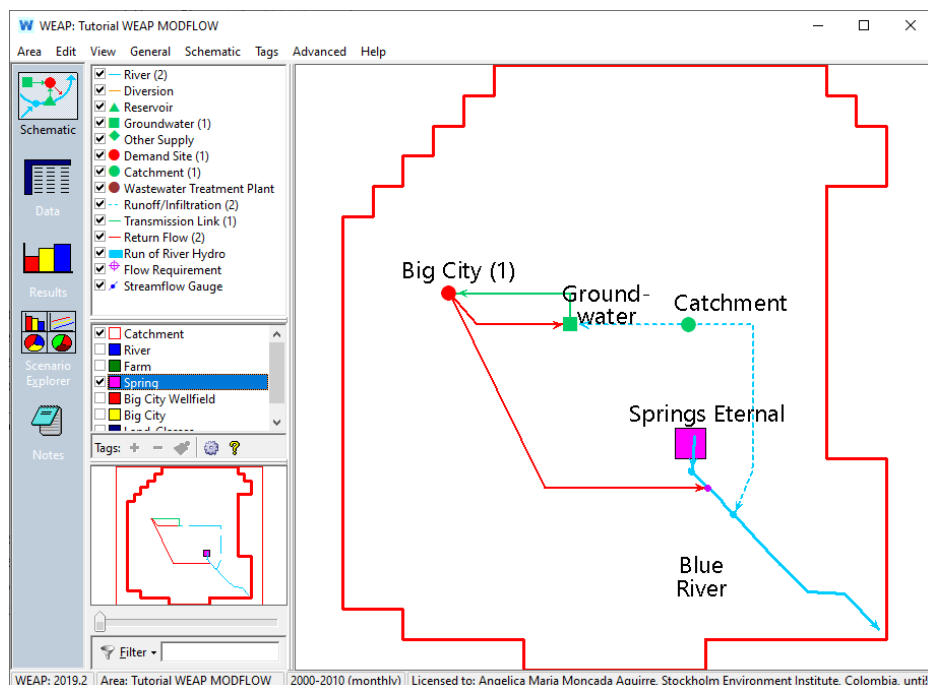 W WEAP: Tutorial WEAP MODFLOW
Area Edit View General Schematic Tags Advanced Help
Schematic
Data
Results
Scenario
Explorer
Notes
River (2)
Diversion
Reservoir
Groundwater (1)
Other Supply
Demand Site (1)
Catchment (1)
Wastewater Treatment Plant
Runoff/Infiltration (2)
Transmission Link (1)
Return Flow (2)
Run of River Hydro
Flow Requirement
Streamflow Gauge
Catchment
River
Farm
Spring
Big City Wellfield
Big City
Tags: + − ?
Filter
Big City (1)
Ground-
water
Catchment
Springs Eternal
Blue
River
WEAP: 2019.2 Area: Tutorial WEAP MODFLOW 2000-2010 (monthly) Licensed to: Angelica Maria Moncada Aguirre, Stockholm Environment Institute, Colombia, until